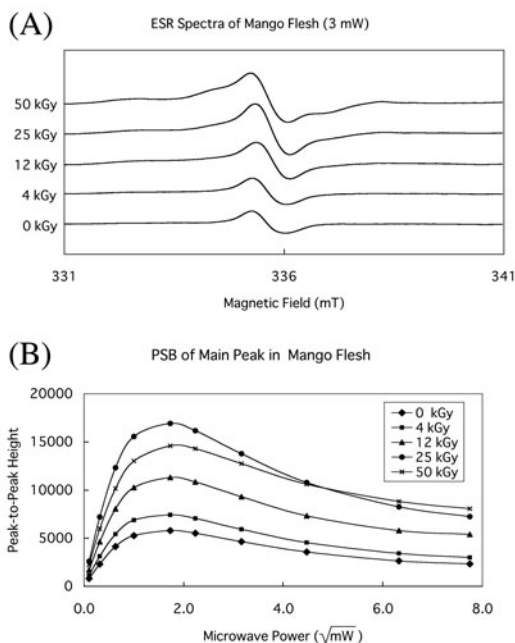 (A)
ESR Spectra of Mango Flesh (3 mW)
50 kGy
25 kGy
12 kGy
4 kGy
0 kGy
331
336
341
Magnetic Field (mT)
(B)
PSB of Main Peak in Mango Flesh
20000
15000
10000
5000
0
Peak-to-Peak Height
0 kGy
4 kGy
12 kGy
25 kGy
50 kGy
0.0
2.0
4.0
6.0
8.0
Microwave Power (√mW)